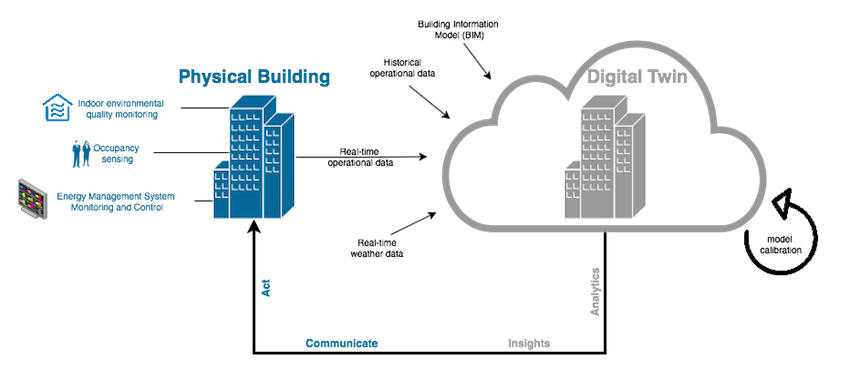 Building Information
Model (BIM)
Historical
operational data
Physical Building
Digital Twin
Indoor environmental
quality monitoring
Occupancy
sensing
Real-time
operational data
Energy Management System
Monitoring and Control
Real-time
weather data
model
calibration
Act
Analytics
Communicate
Insights